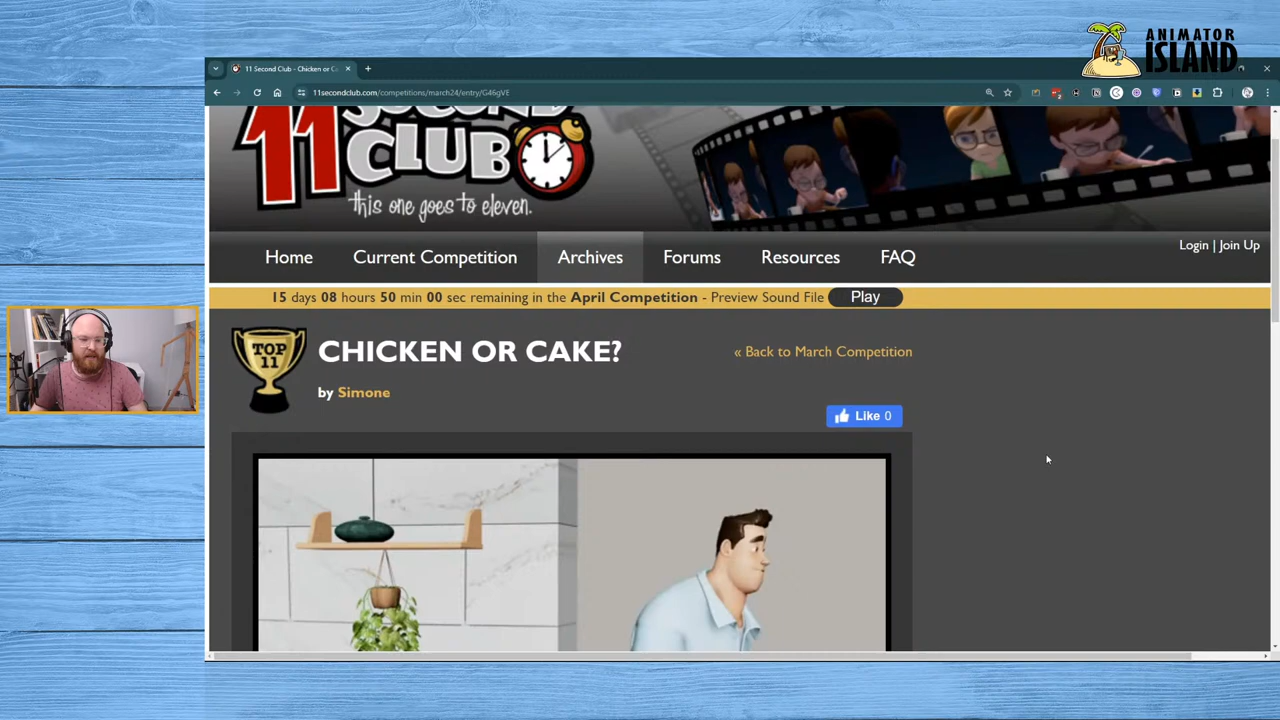 ANIMATOR
ISLAND
11 Second Club - Chicken or Ca
11secondclub.com/competitions/march24/entry/G46gVE
11 SECOND
CLUB
this one goes to eleven.
Login | Join Up
Home Current Competition Archives Forums Resources FAQ
15 days 08 hours 50 min 00 sec remaining in the April Competition - Preview Sound File Play
TOP
11
CHICKEN OR CAKE?
« Back to March Competition
by Simone
Like 0